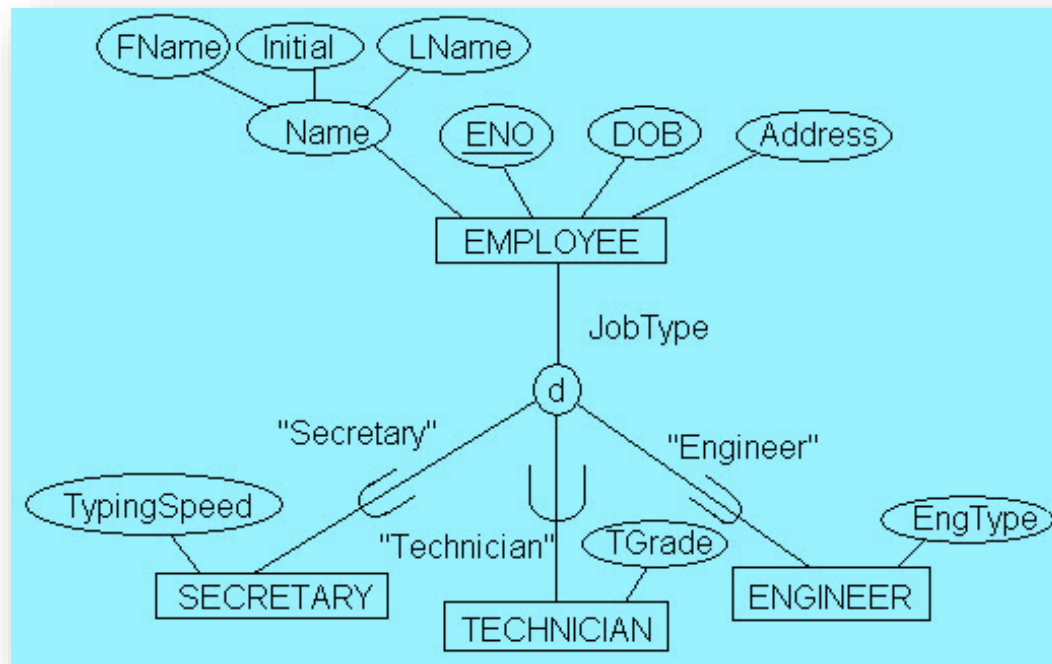 FName
Initial
LName
Name
ENO
DOB
Address
EMPLOYEE
JobType
d
"Secretary"
"Engineer"
TypingSpeed
"Technician"
TGrade
EngType
SECRETARY
TECHNICIAN
ENGINEER